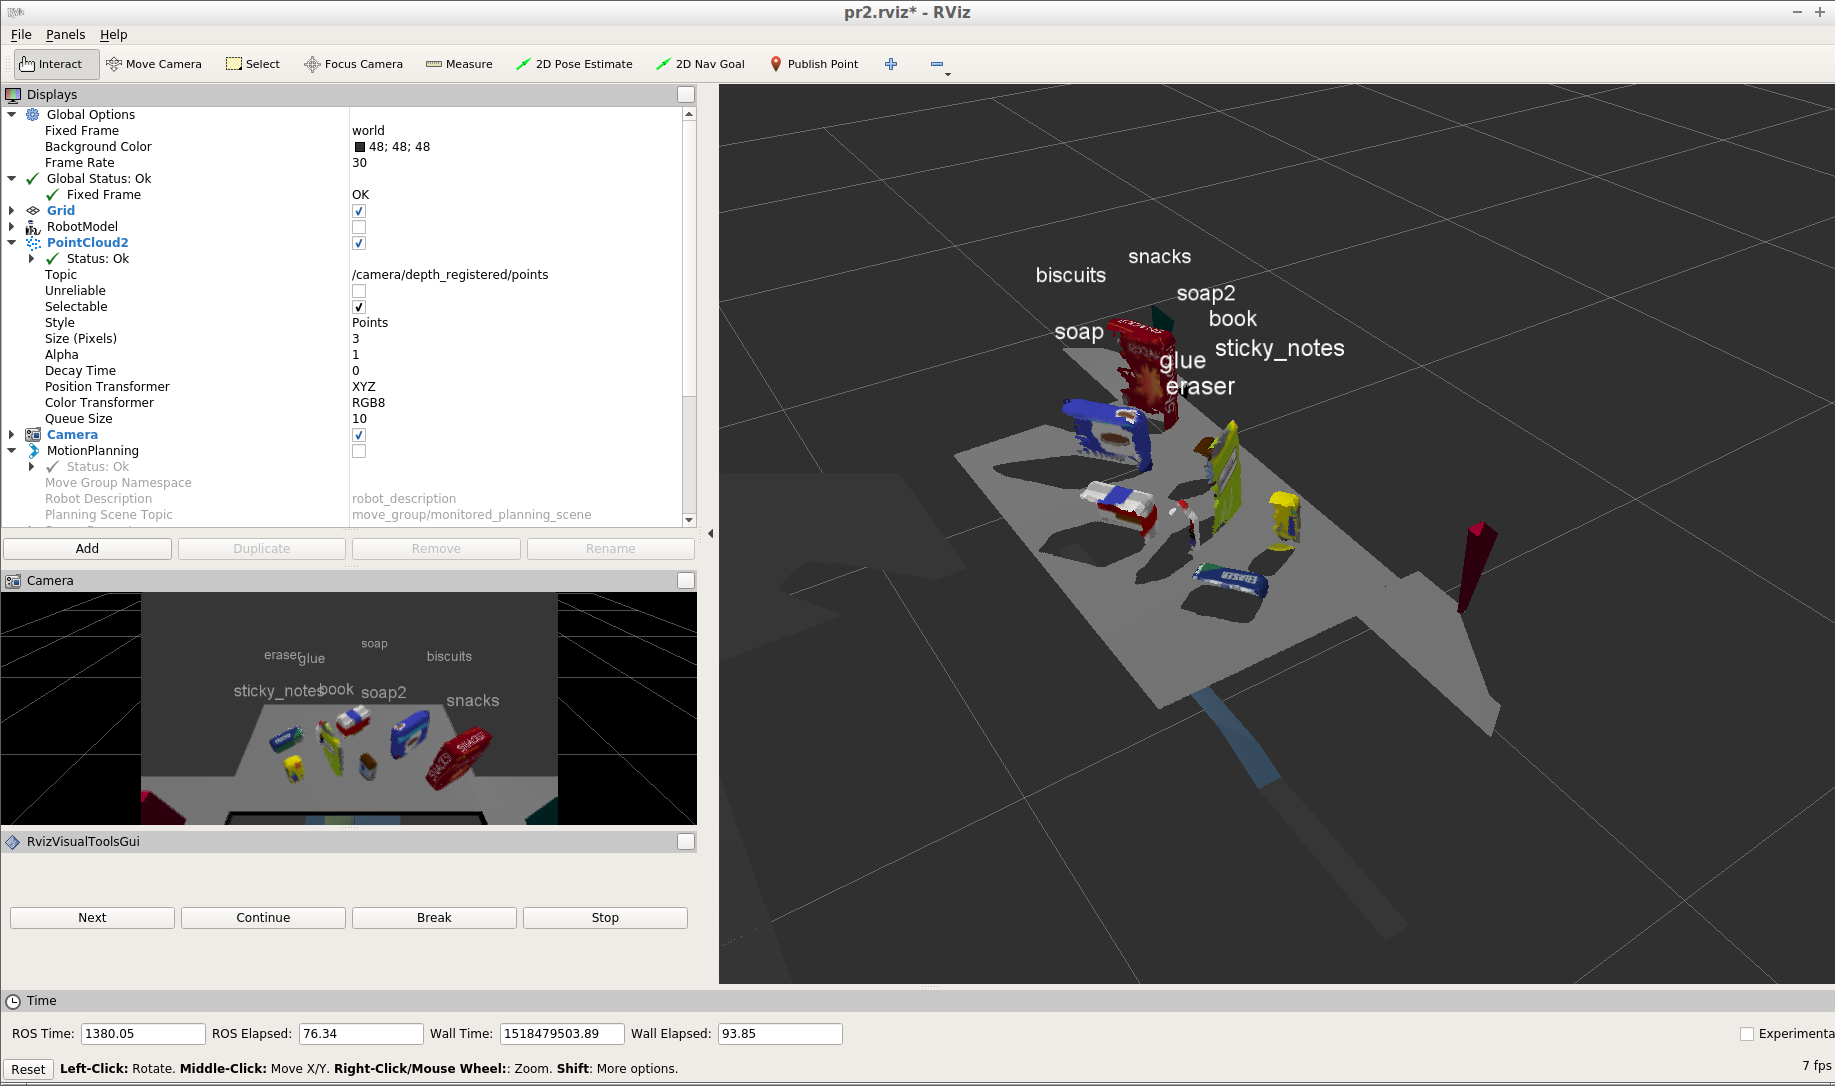 RViz
pr2.rviz* - RViz
File Panels Help
Interact Move Camera Select Focus Camera Measure 2D Pose Estimate 2D Nav Goal Publish Point
Displays
Global Options
Fixed Frame world
Background Color 48; 48; 48
Frame Rate 30
Global Status: Ok
Fixed Frame OK
Grid
RobotModel
PointCloud2
Status: Ok
Topic /camera/depth_registered/points
Unreliable
Selectable
Style Points
Size (Pixels) 3
Alpha 1
Decay Time 0
Position Transformer XYZ
Color Transformer RGB8
Queue Size 10
Camera
MotionPlanning
Status: Ok
Move Group Namespace
Robot Description robot_description
Planning Scene Topic move_group/monitored_planning_scene
Add Duplicate Remove Rename
Camera
soap
eraser glue biscuits
sticky_notes book soap2 snacks
SNACKS
SNACKS
RvizVisualToolsGui
Next Continue Break Stop
snacks
biscuits
soap2
book
soap
sticky_notes
glue
eraser
ERASER
Time
ROS Time: 1380.05 ROS Elapsed: 76.34 Wall Time: 1518479503.89 Wall Elapsed: 93.85 Experimenta
Reset Left-Click: Rotate. Middle-Click: Move X/Y. Right-Click/Mouse Wheel:: Zoom. Shift: More options. 7 fps